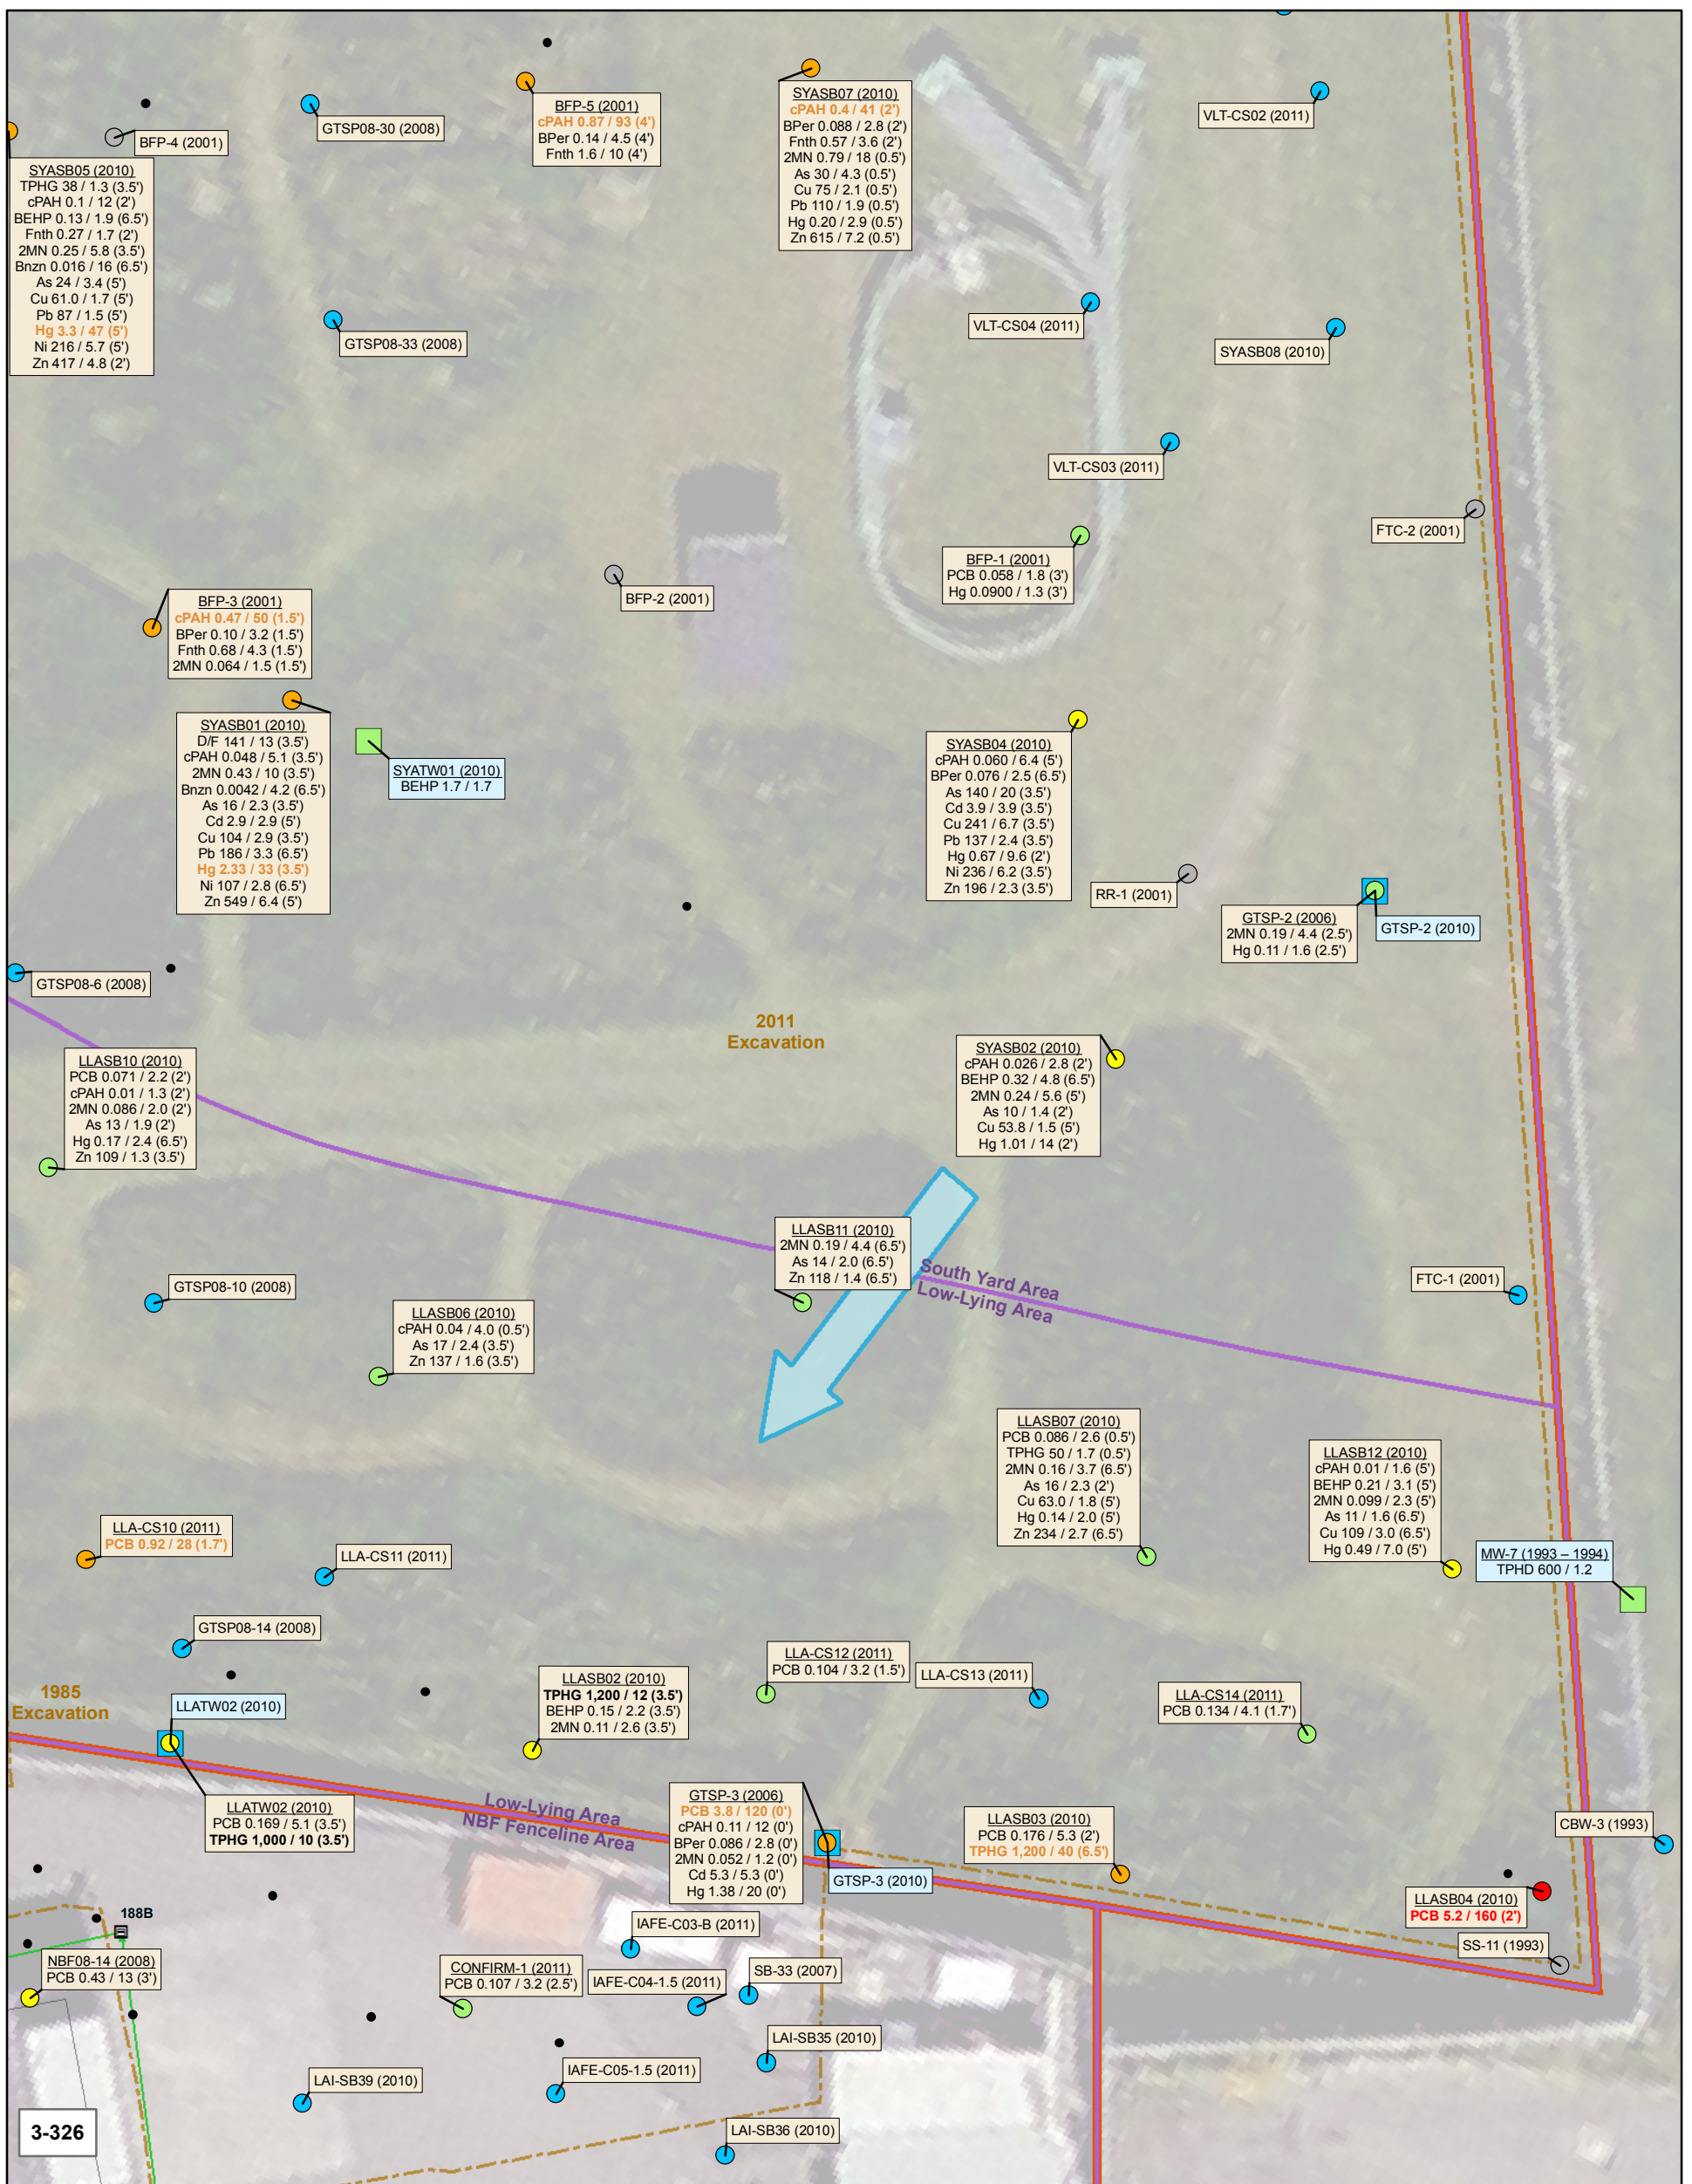 BFP-4 (2001)
GTSP08-30 (2008)
BFP-5 (2001)
cPAH 0.87 / 93 (4')
BPer 0.14 / 4.5 (4')
Fnth 1.6 / 10 (4')
SYASB07 (2010)
cPAH 0.4 / 41 (2')
BPer 0.088 / 2.8 (2')
Fnth 0.57 / 3.6 (2')
2MN 0.79 / 18 (0.5')
As 30 / 4.3 (0.5')
Cu 75 / 2.1 (0.5')
Pb 110 / 1.9 (0.5')
Hg 0.20 / 2.9 (0.5')
Zn 615 / 7.2 (0.5')
VLT-CS02 (2011)
SYASB05 (2010)
TPHG 38 / 1.3 (3.5')
cPAH 0.1 / 12 (2')
BEHP 0.13 / 1.9 (6.5')
Fnth 0.27 / 1.7 (2')
2MN 0.25 / 5.8 (3.5')
Bnzn 0.016 / 16 (6.5')
As 24 / 3.4 (5')
Cu 61.0 / 1.7 (5')
Pb 87 / 1.5 (5')
Hg 3.3 / 47 (5')
Ni 216 / 5.7 (5')
Zn 417 / 4.8 (2')
GTSP08-33 (2008)
VLT-CS04 (2011)
SYASB08 (2010)
VLT-CS03 (2011)
FTC-2 (2001)
BFP-1 (2001)
PCB 0.058 / 1.8 (3')
Hg 0.0900 / 1.3 (3')
BFP-2 (2001)
BFP-3 (2001)
cPAH 0.47 / 50 (1.5')
BPer 0.10 / 3.2 (1.5')
Fnth 0.68 / 4.3 (1.5')
2MN 0.064 / 1.5 (1.5')
SYASB01 (2010)
D/F 141 / 13 (3.5')
cPAH 0.048 / 5.1 (3.5')
2MN 0.43 / 10 (3.5')
Bnzn 0.0042 / 4.2 (6.5')
As 16 / 2.3 (3.5')
Cd 2.9 / 2.9 (5')
Cu 104 / 2.9 (3.5')
Pb 186 / 3.3 (6.5')
Hg 2.33 / 33 (3.5')
Ni 107 / 2.8 (6.5')
Zn 549 / 6.4 (5')
SYATW01 (2010)
BEHP 1.7 / 1.7
SYASB04 (2010)
cPAH 0.060 / 6.4 (5')
BPer 0.076 / 2.5 (6.5')
As 140 / 20 (3.5')
Cd 3.9 / 3.9 (3.5')
Cu 241 / 6.7 (3.5')
Pb 137 / 2.4 (3.5')
Hg 0.67 / 9.6 (2')
Ni 236 / 6.2 (3.5')
Zn 196 / 2.3 (3.5')
RR-1 (2001)
GTSP-2 (2006)
2MN 0.19 / 4.4 (2.5')
Hg 0.11 / 1.6 (2.5')
GTSP-2 (2010)
GTSP08-6 (2008)
2011
Excavation
LLASB10 (2010)
PCB 0.071 / 2.2 (2')
cPAH 0.01 / 1.3 (2')
2MN 0.086 / 2.0 (2')
As 13 / 1.9 (2')
Hg 0.17 / 2.4 (6.5')
Zn 109 / 1.3 (3.5')
SYASB02 (2010)
cPAH 0.026 / 2.8 (2')
BEHP 0.32 / 4.8 (6.5')
2MN 0.24 / 5.6 (5')
As 10 / 1.4 (2')
Cu 53.8 / 1.5 (5')
Hg 1.01 / 14 (2')
LLASB11 (2010)
2MN 0.19 / 4.4 (6.5')
As 14 / 2.0 (6.5')
Zn 118 / 1.4 (6.5')
South Yard Area
Low-Lying Area
FTC-1 (2001)
GTSP08-10 (2008)
LLASB06 (2010)
cPAH 0.04 / 4.0 (0.5')
As 17 / 2.4 (3.5')
Zn 137 / 1.6 (3.5')
LLASB07 (2010)
PCB 0.086 / 2.6 (0.5')
TPHG 50 / 1.7 (0.5')
2MN 0.16 / 3.7 (6.5')
As 16 / 2.3 (2')
Cu 63.0 / 1.8 (5')
Hg 0.14 / 2.0 (5')
Zn 234 / 2.7 (6.5')
LLASB12 (2010)
cPAH 0.01 / 1.6 (5')
BEHP 0.21 / 3.1 (5')
2MN 0.099 / 2.3 (5')
As 11 / 1.6 (6.5')
Cu 109 / 3.0 (6.5')
Hg 0.49 / 7.0 (5')
MW-7 (1993 – 1994)
TPHD 600 / 1.2
LLA-CS10 (2011)
PCB 0.92 / 28 (1.7')
LLA-CS11 (2011)
GTSP08-14 (2008)
1985
Excavation
LLATW02 (2010)
LLASB02 (2010)
TPHG 1,200 / 12 (3.5')
BEHP 0.15 / 2.2 (3.5')
2MN 0.11 / 2.6 (3.5')
LLA-CS12 (2011)
PCB 0.104 / 3.2 (1.5')
LLA-CS13 (2011)
LLA-CS14 (2011)
PCB 0.134 / 4.1 (1.7')
LLATW02 (2010)
PCB 0.169 / 5.1 (3.5')
TPHG 1,000 / 10 (3.5')
Low-Lying Area
NBF Fenceline Area
GTSP-3 (2006)
PCB 3.8 / 120 (0')
cPAH 0.11 / 12 (0')
BPer 0.086 / 2.8 (0')
2MN 0.052 / 1.2 (0')
Cd 5.3 / 5.3 (0')
Hg 1.38 / 20 (0')
GTSP-3 (2010)
LLASB03 (2010)
PCB 0.176 / 5.3 (2')
TPHG 1,200 / 40 (6.5')
CBW-3 (1993)
LLASB04 (2010)
PCB 5.2 / 160 (2')
SS-11 (1993)
188B
NBF08-14 (2008)
PCB 0.43 / 13 (3')
CONFIRM-1 (2011)
PCB 0.107 / 3.2 (2.5')
IAFE-C03-B (2011)
IAFE-C04-1.5 (2011)
SB-33 (2007)
LAI-SB35 (2010)
LAI-SB39 (2010)
IAFE-C05-1.5 (2011)
LAI-SB36 (2010)
3-326